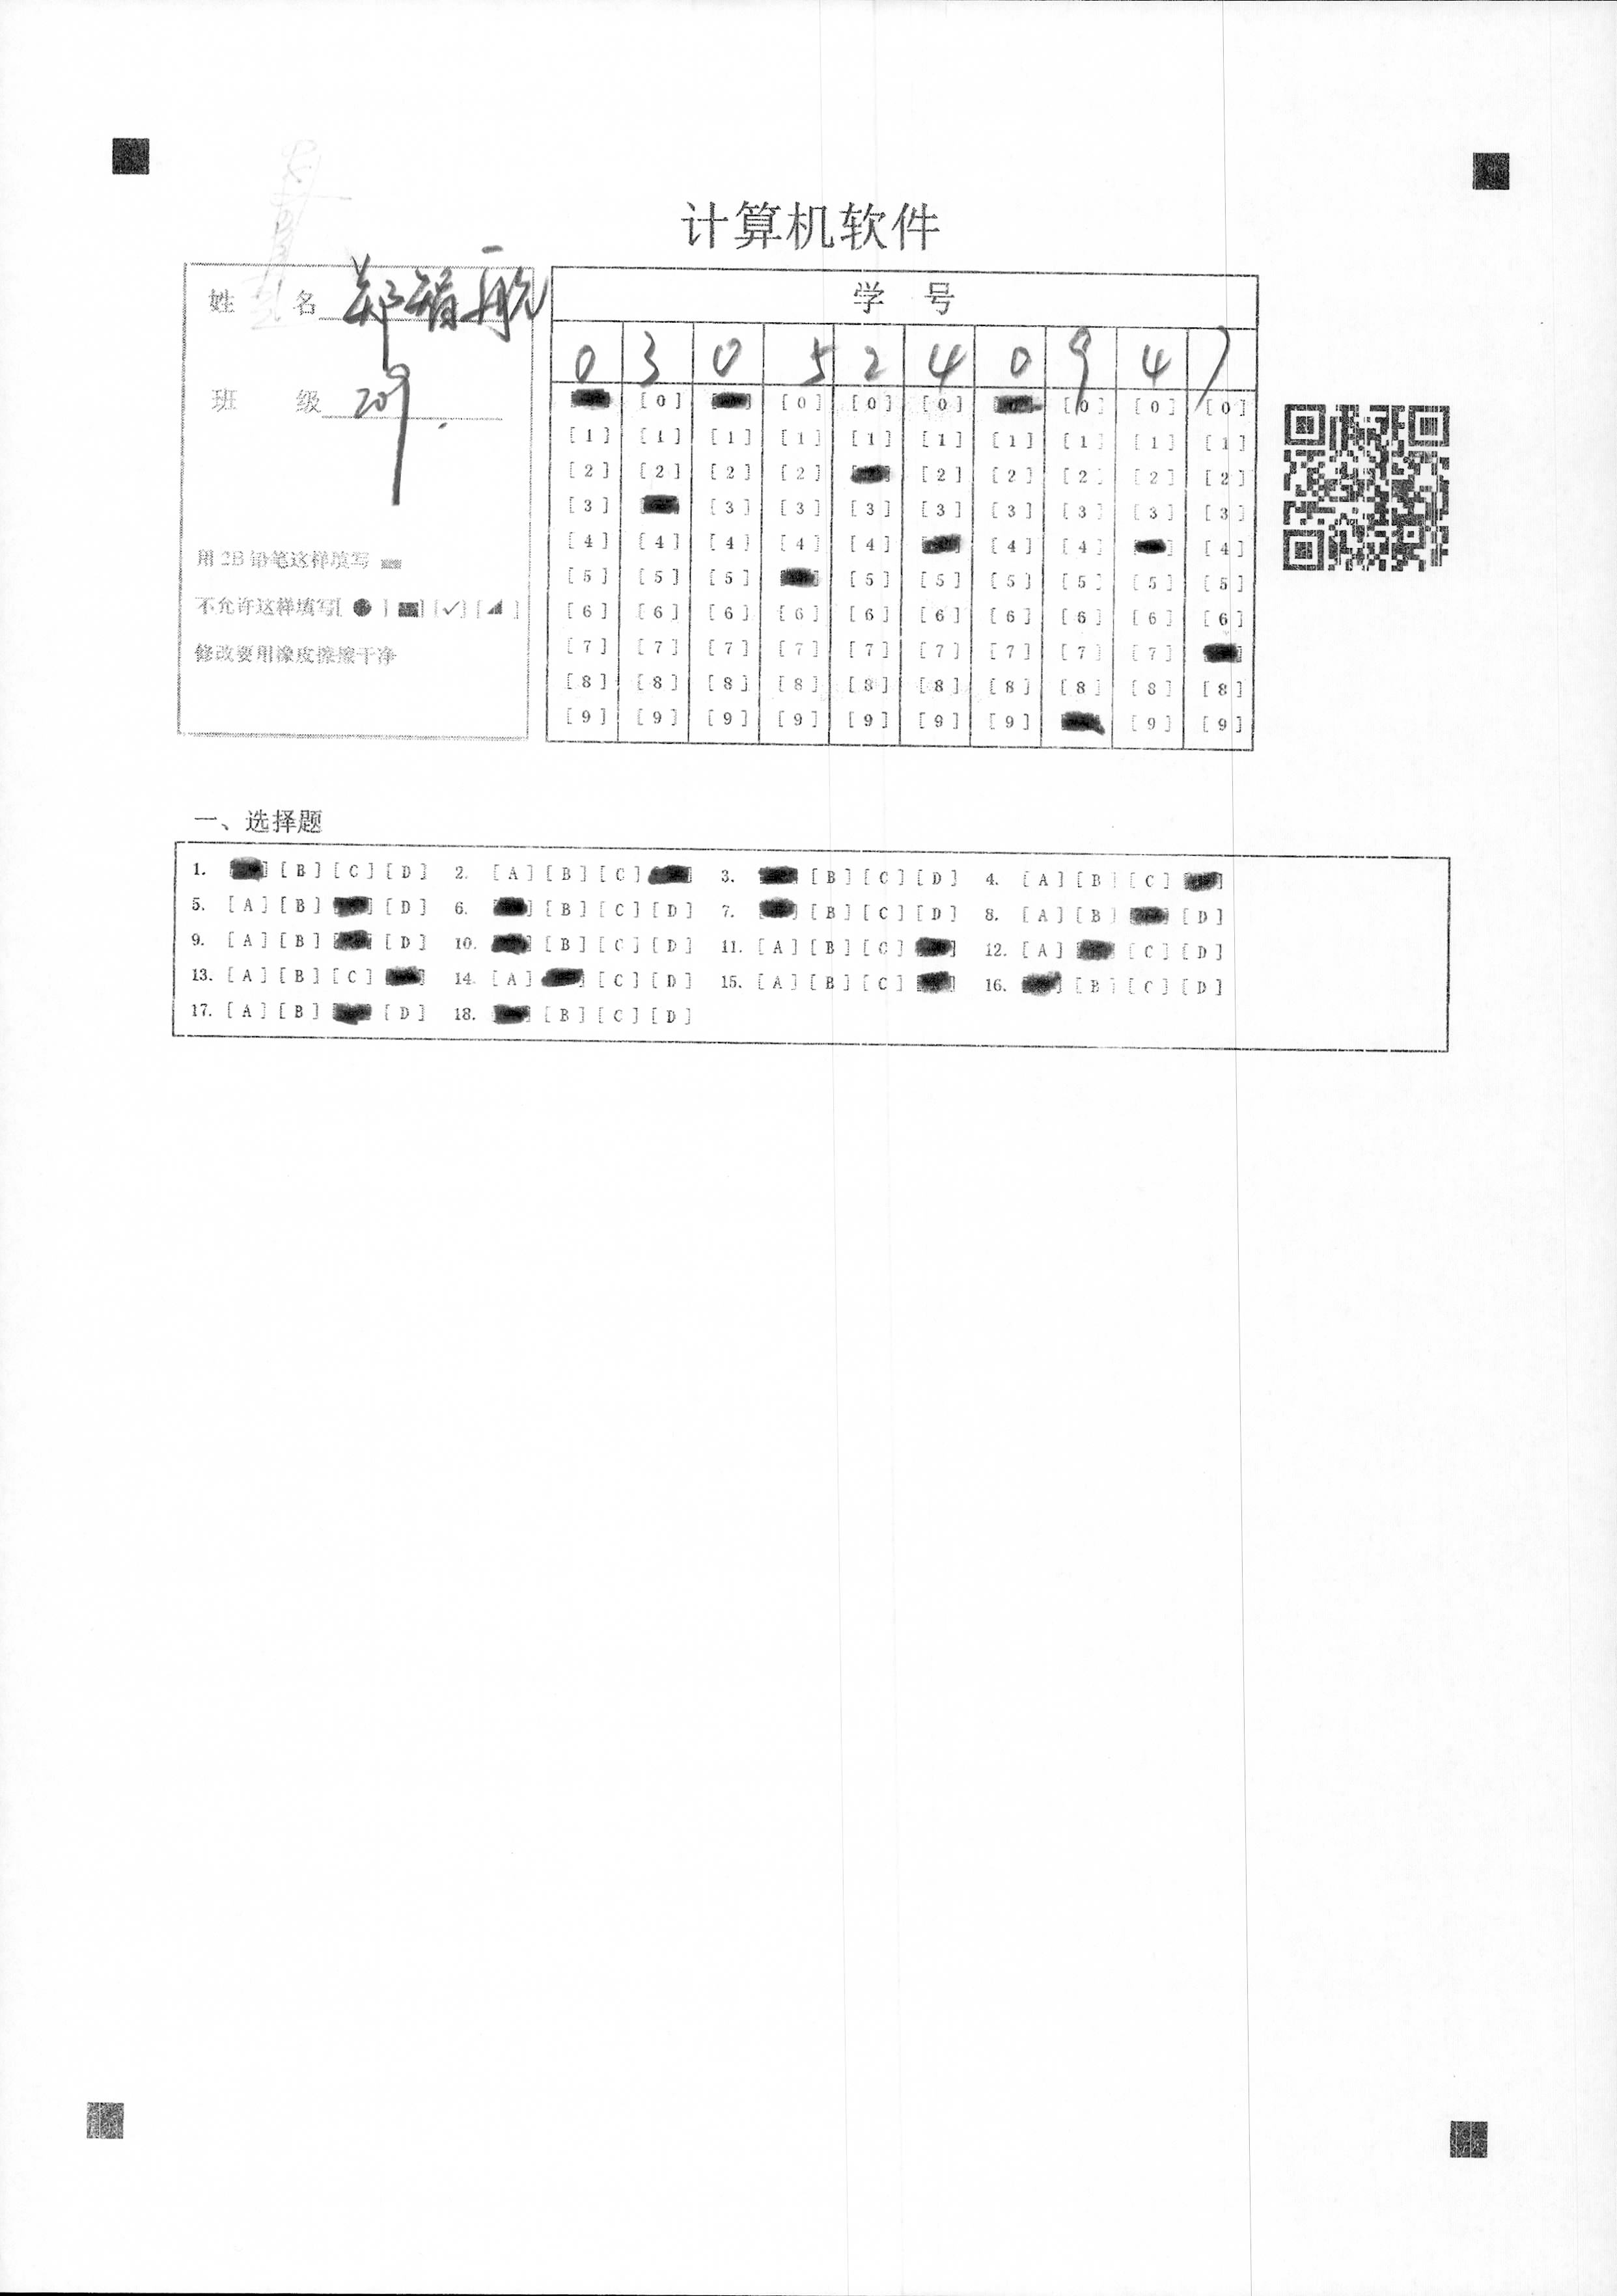 计算机软件
姓 名 郑循航
班 级 209
用2B铅笔这样填写
不允许这样填写[ ● ] [■] [✓] [◢]
修改要用橡皮擦擦干净
学 号
0 3 0 5 2 4 0 9 4 7
[0] [0] [0] [0] [0] [0] [0]
[1] [1] [1] [1] [1] [1] [1] [1] [1] [1]
[2] [2] [2] [2] [2] [2] [2] [2] [2]
[3] [3] [3] [3] [3] [3] [3] [3] [3]
[4] [4] [4] [4] [4] [4] [4] [4]
[5] [5] [5] [5] [5] [5] [5] [5] [5]
[6] [6] [6] [6] [6] [6] [6] [6] [6] [6]
[7] [7] [7] [7] [7] [7] [7] [7] [7]
[8] [8] [8] [8] [8] [8] [8] [8] [8] [8]
[9] [9] [9] [9] [9] [9] [9] [9] [9]
一、选择题
1. [B] [C] [D] 2. [A] [B] [C] 3. [B] [C] [D] 4. [A] [B] [C]
5. [A] [B] [D] 6. [B] [C] [D] 7. [B] [C] [D] 8. [A] [B] [D]
9. [A] [B] [D] 10. [B] [C] [D] 11. [A] [B] [C] 12. [A] [C] [D]
13. [A] [B] [C] 14. [A] [C] [D] 15. [A] [B] [C] 16. [B] [C] [D]
17. [A] [B] [D] 18. [B] [C] [D]